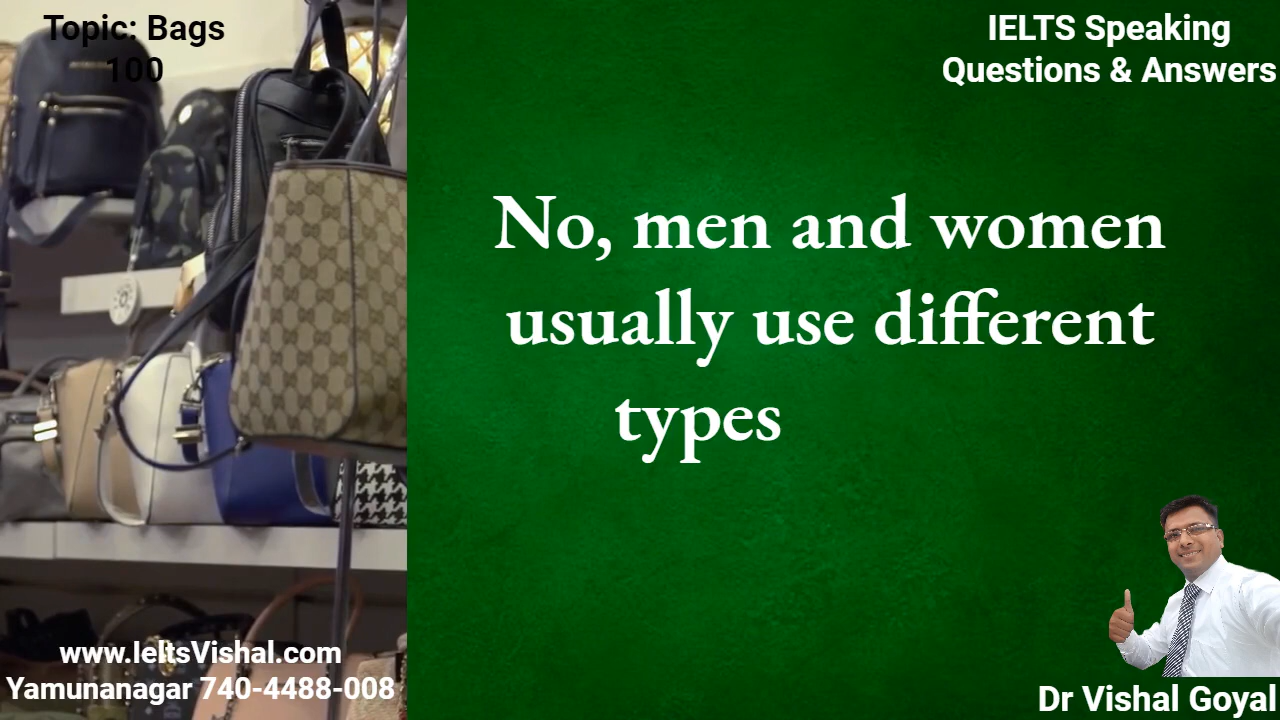 Topic: Bags
100
IELTS Speaking
Questions & Answers
No, men and women
usually use different
types
www.IeltsVishal.com
Yamunanagar 740-4488-008
Dr Vishal Goyal